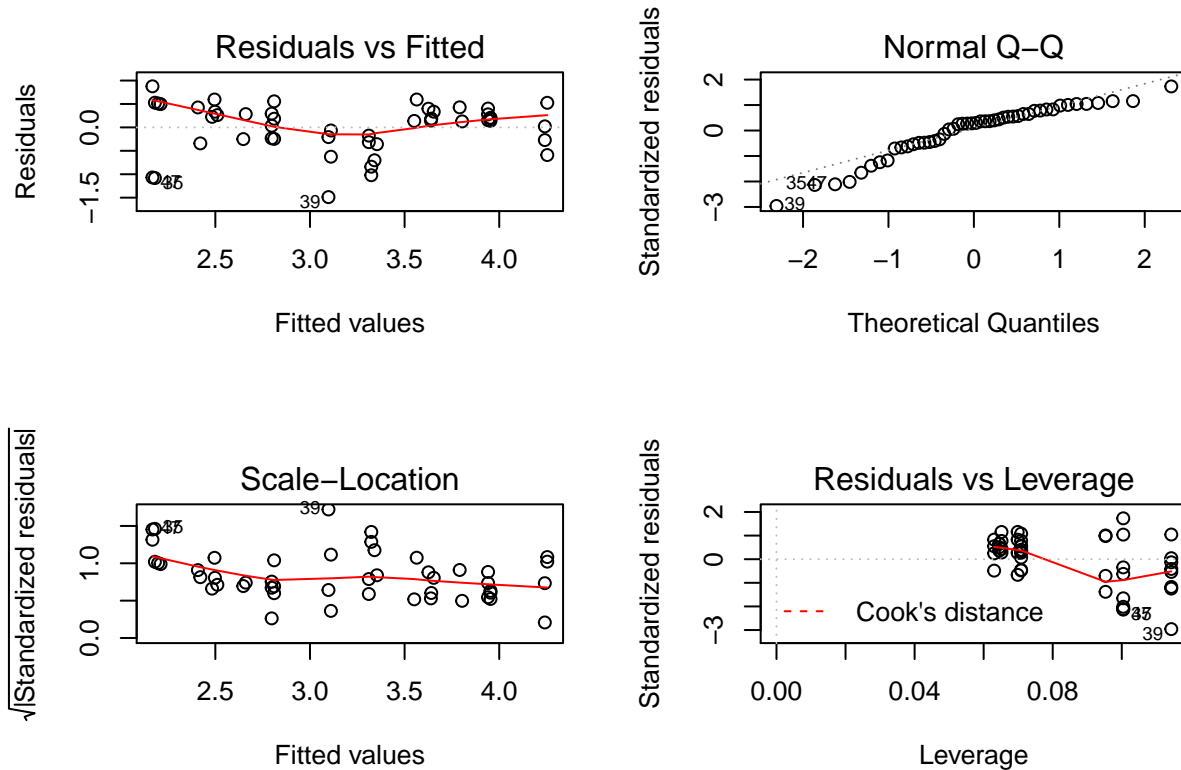 Residuals vs Fitted
Residuals
0.0
−1.5
39
2.5
3.0
3.5
4.0
Fitted values
Normal Q−Q
Standardized residuals
2
0
−3
3547
39
−2
−1
0
1
2
Theoretical Quantiles
Scale−Location
√|Standardized residuals|
1.0
0.0
39
2.5
3.0
3.5
4.0
Fitted values
Residuals vs Leverage
Standardized residuals
2
0
−3
Cook's distance
39
0.00
0.04
0.08
Leverage